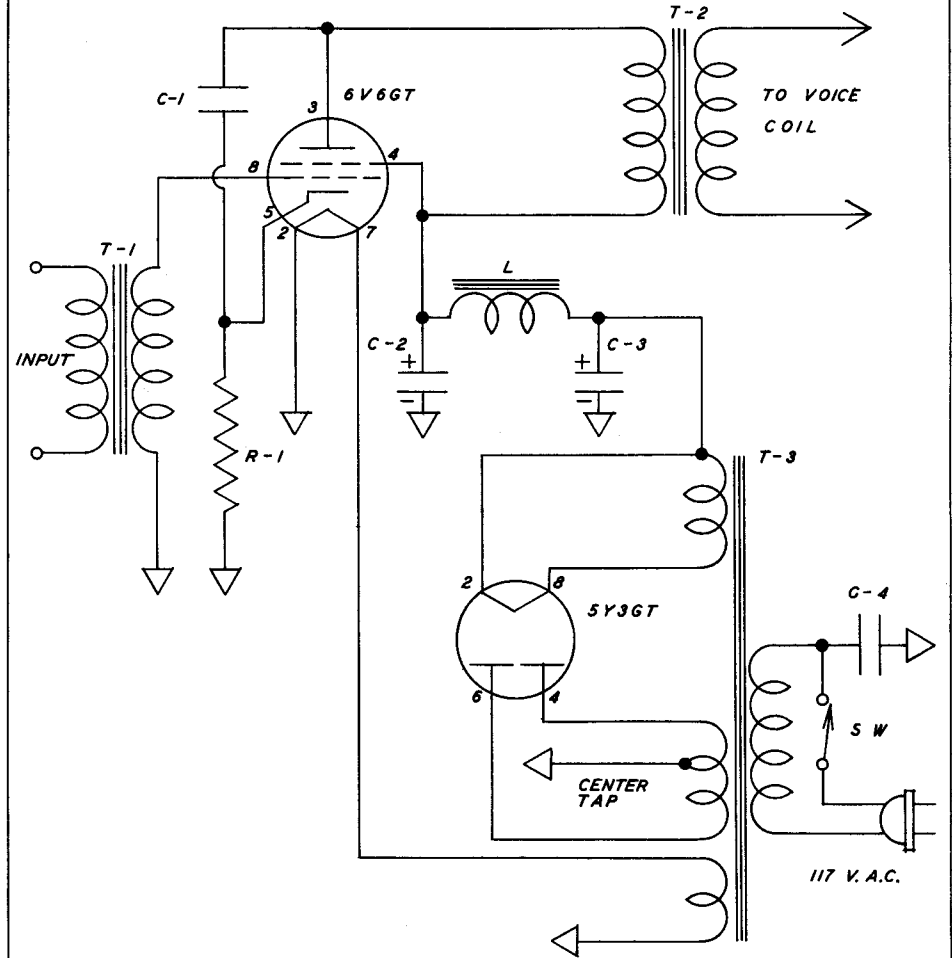 T-2
C-1
6V6GT
TO VOICE
COIL
3
8
4
5
2
7
T-1
INPUT
L
C-2
+
-
C-3
+
-
R-1
T-3
2
8
5Y3GT
6
4
C-4
SW
CENTER
TAP
117 V. A.C.